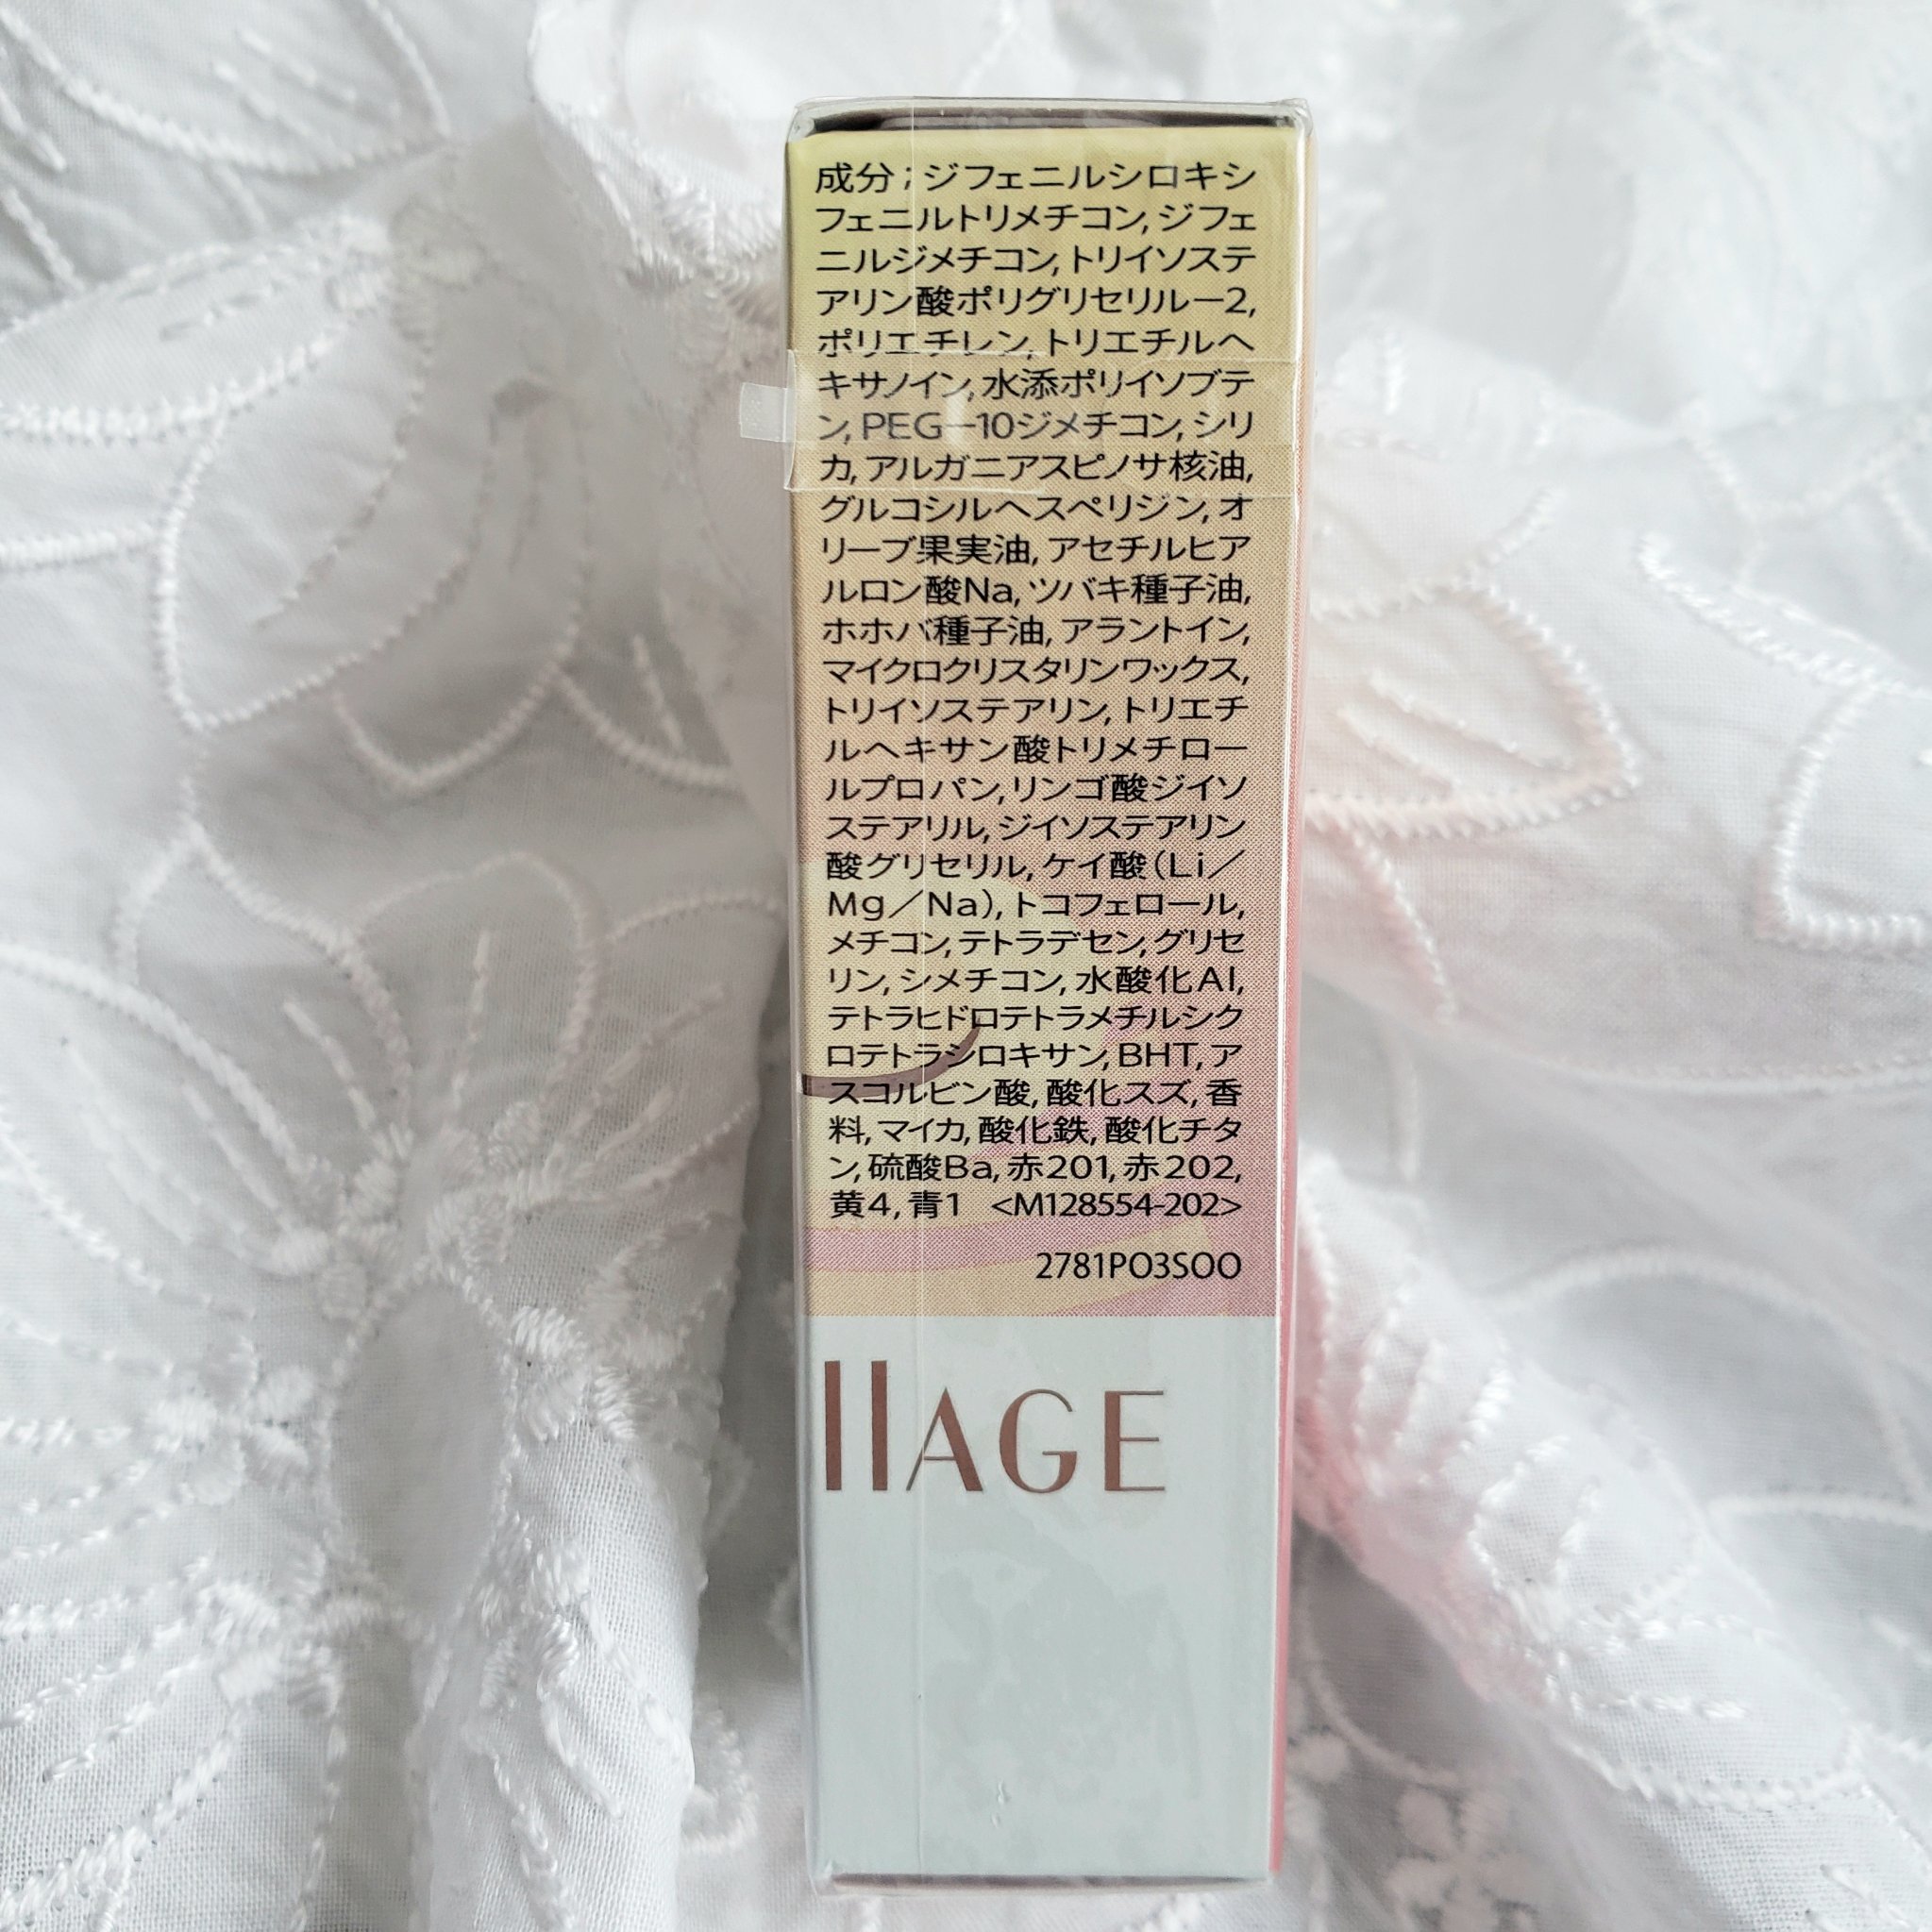 成分；ジフェニルシロキシ
フェニルトリメチコン,ジフェ
ニルジメチコン,トリイソステ
アリン酸ポリグリセリル－2,
ポリエチレン,トリエチルヘ
キサノイン,水添ポリイソブテ
ン,PEG－10ジメチコン,シリ
カ,アルガニアスピノサ核油,
グルコシルヘスペリジン,オ
リーブ果実油,アセチルヒア
ルロン酸Na,ツバキ種子油,
ホホバ種子油,アラントイン,
マイクロクリスタリンワックス,
トリイソステアリン,トリエチ
ルヘキサン酸トリメチロー
ルプロパン,リンゴ酸ジイソ
ステアリル,ジイソステアリン
酸グリセリル,ケイ酸（Li／
Mg／Na）,トコフェロール,
メチコン,テトラデセン,グリセ
リン,シメチコン,水酸化Al,
テトラヒドロテトラメチルシク
ロテトラシロキサン,BHT,ア
スコルビン酸,酸化スズ,香
料,マイカ,酸化鉄,酸化チタ
ン,硫酸Ba,赤201,赤202,
黄4,青1 <M128554-202>
2781PO3SOO
llAGE